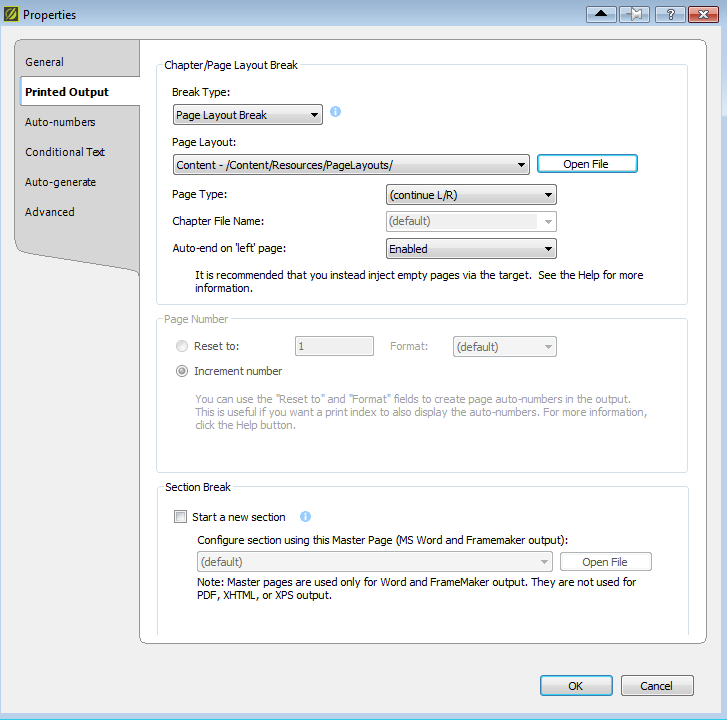 Properties
General
Printed Output
Auto-numbers
Conditional Text
Auto-generate
Advanced
Chapter/Page Layout Break
Break Type:
Page Layout Break
Page Layout:
Content - /Content/Resources/PageLayouts/
Open File
Page Type:
(continue L/R)
Chapter File Name:
(default)
Auto-end on 'left' page:
Enabled
It is recommended that you instead inject empty pages via the target.  See the Help for more
information.
Page Number
Reset to:
1
Format:
(default)
Increment number
You can use the "Reset to" and "Format" fields to create page auto-numbers in the output.
This is useful if you want a print index to also display the auto-numbers. For more information,
click the Help button.
Section Break
Start a new section
Configure section using this Master Page (MS Word and Framemaker output):
(default)
Open File
Note: Master pages are used only for Word and FrameMaker output. They are not used for
PDF, XHTML, or XPS output.
OK
Cancel